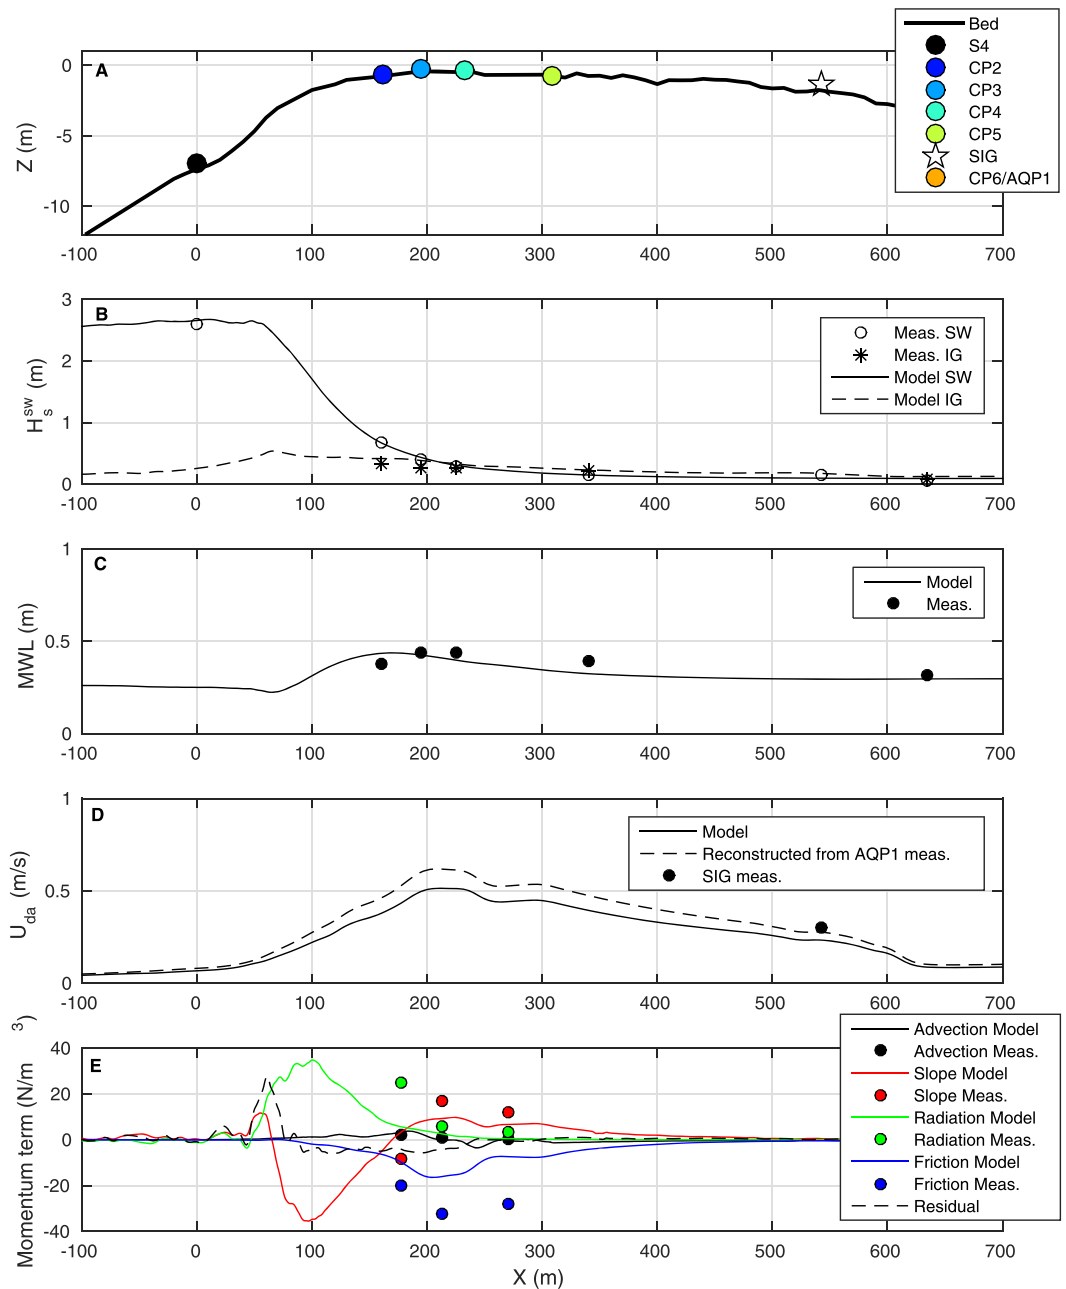 A
Z (m)
0
-5
-10
-100 0 100 200 300 400 500 600 700
Bed
S4
CP2
CP3
CP4
CP5
SIG
CP6/AQP1
B
H_s^sw (m)
3
2
1
0
-100 0 100 200 300 400 500 600 700
Meas. SW
Meas. IG
Model SW
Model IG
C
MWL (m)
1
0.5
0
-100 0 100 200 300 400 500 600 700
Model
Meas.
D
U_da (m/s)
1
0.5
0
-100 0 100 200 300 400 500 600 700
Model
Reconstructed from AQP1 meas.
SIG meas.
E
Momentum term (N/m^3)
40
20
0
-20
-40
-100 0 100 200 300 400 500 600 700
Advection Model
Advection Meas.
Slope Model
Slope Meas.
Radiation Model
Radiation Meas.
Friction Model
Friction Meas.
Residual
X (m)